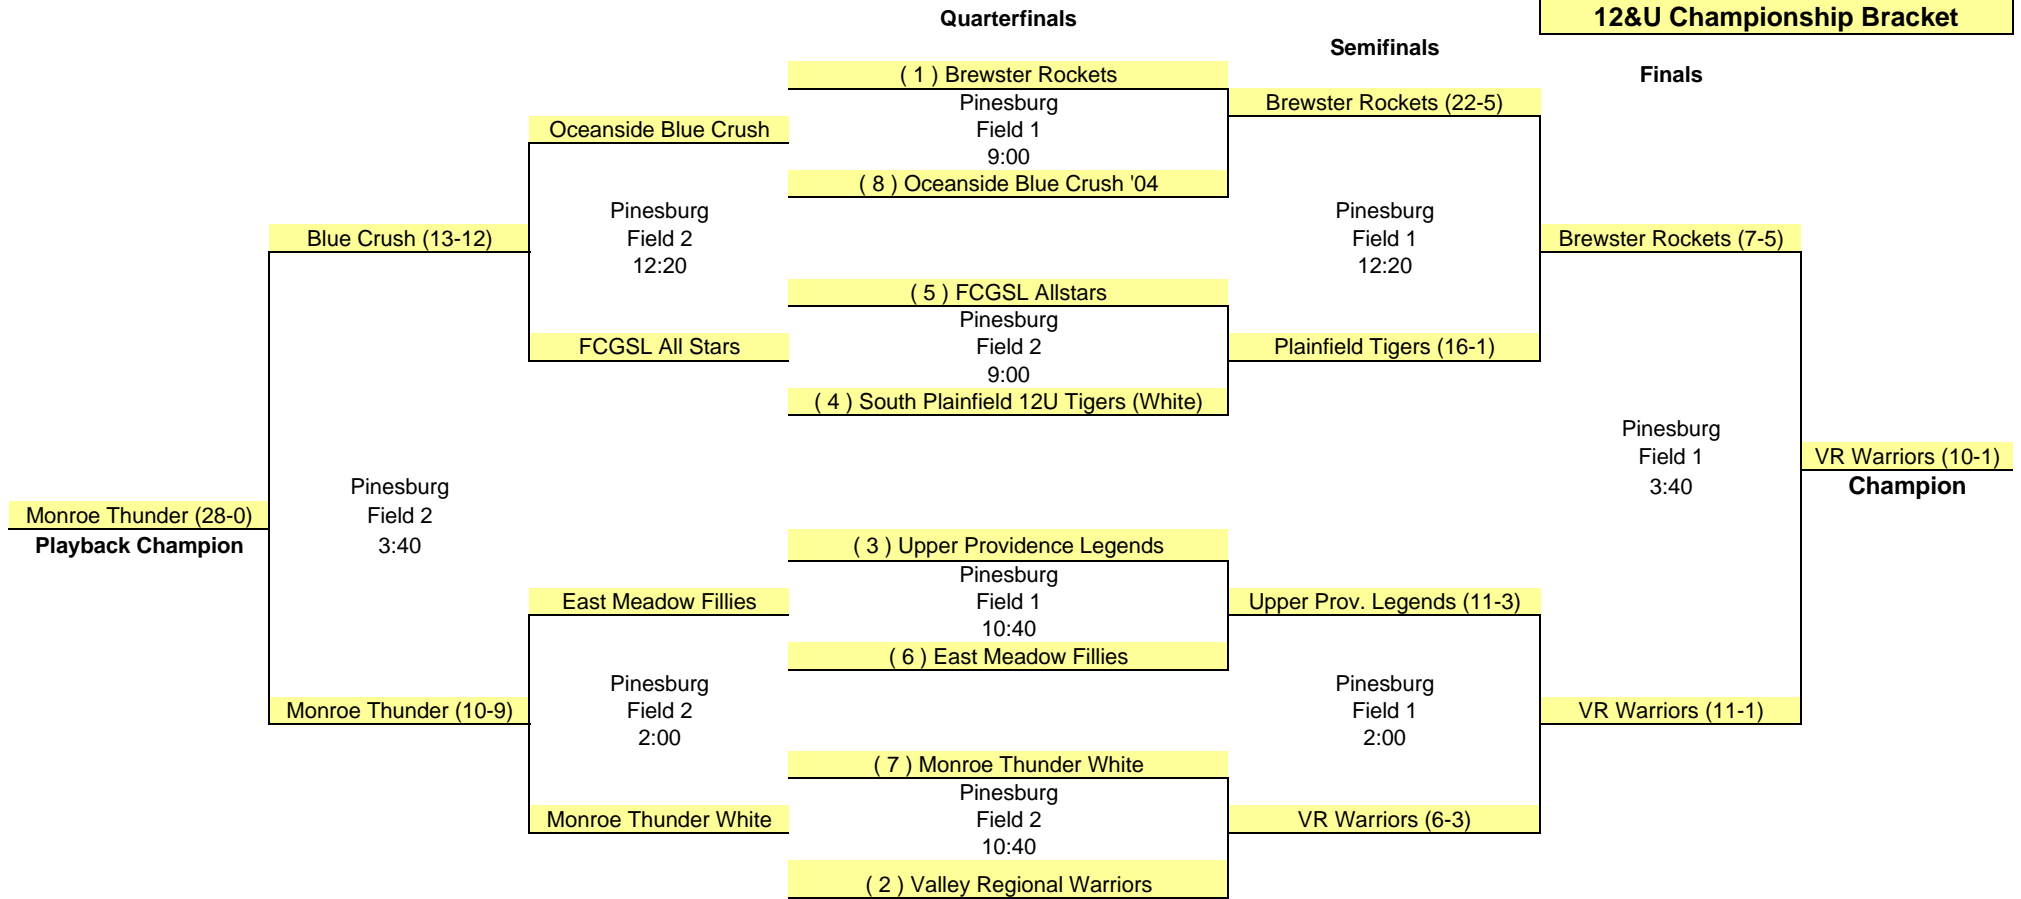 12&U Championship Bracket
Quarterfinals
Semifinals
Finals
( 1 ) Brewster Rockets
Pinesburg
Field 1
9:00
( 8 ) Oceanside Blue Crush '04
( 5 ) FCGSL Allstars
Pinesburg
Field 2
9:00
( 4 ) South Plainfield 12U Tigers (White)
( 3 ) Upper Providence Legends
Pinesburg
Field 1
10:40
( 6 ) East Meadow Fillies
( 7 ) Monroe Thunder White
Pinesburg
Field 2
10:40
( 2 ) Valley Regional Warriors
Brewster Rockets (22-5)
Pinesburg
Field 1
12:20
Plainfield Tigers (16-1)
Upper Prov. Legends (11-3)
Pinesburg
Field 1
2:00
VR Warriors (6-3)
Brewster Rockets (7-5)
Pinesburg
Field 1
3:40
VR Warriors (11-1)
VR Warriors (10-1)
Champion
Oceanside Blue Crush
Pinesburg
Field 2
12:20
FCGSL All Stars
East Meadow Fillies
Pinesburg
Field 2
2:00
Monroe Thunder White
Blue Crush (13-12)
Pinesburg
Field 2
3:40
Monroe Thunder (10-9)
Monroe Thunder (28-0)
Playback Champion